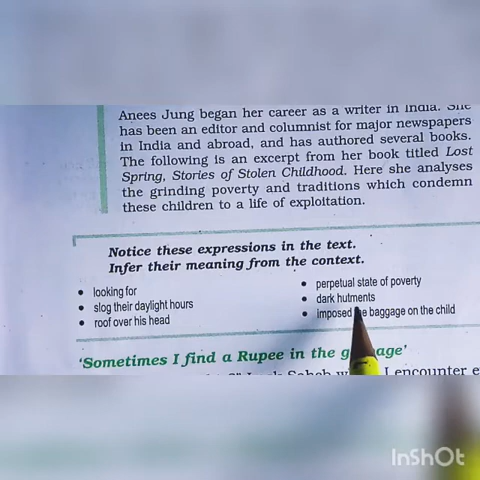 Anees Jung began her career as a writer in India. She
has been an editor and columnist for major newspapers
in India and abroad, and has authored several books.
The following is an excerpt from her book titled Lost
Spring, Stories of Stolen Childhood. Here she analyses
the grinding poverty and traditions which condemn
these children to a life of exploitation.
Notice these expressions in the text.
Infer their meaning from the context.
• looking for
• slog their daylight hours
• roof over his head
• perpetual state of poverty
• dark hutments
• imposed the baggage on the child
‘Sometimes I find a Rupee in the garbage’
I encounter
InShOt